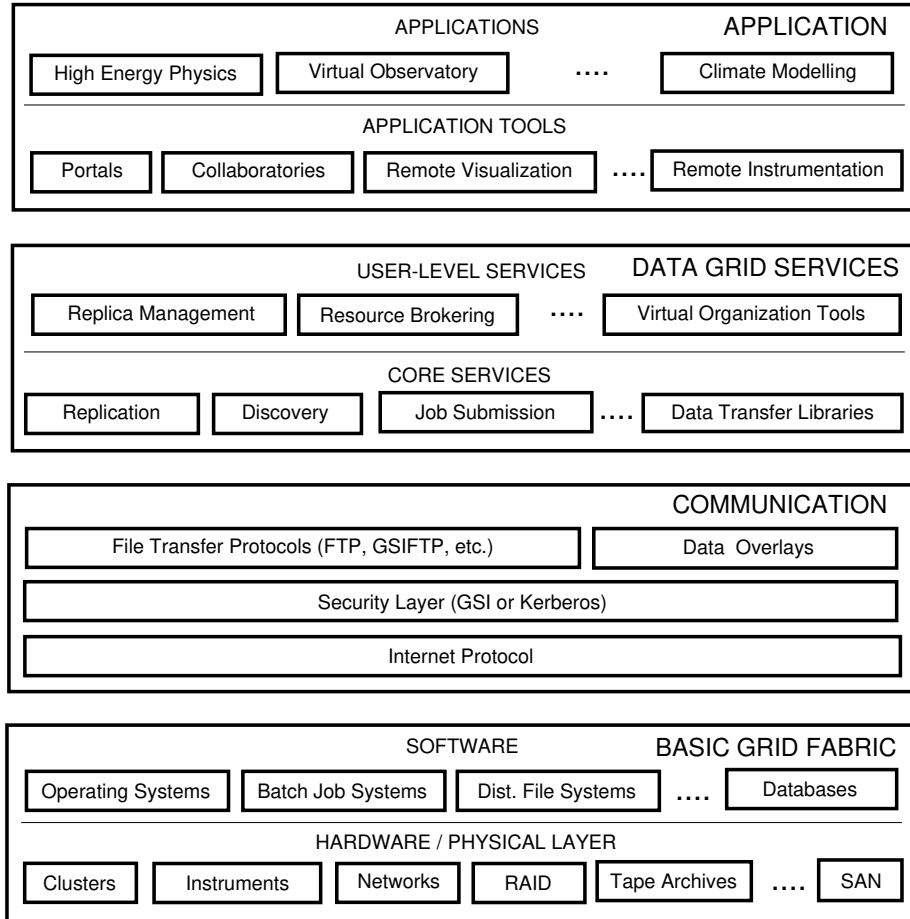 APPLICATIONS APPLICATION
High Energy Physics Virtual Observatory .... Climate Modelling
APPLICATION TOOLS
Portals Collaboratories Remote Visualization .... Remote Instrumentation
USER-LEVEL SERVICES DATA GRID SERVICES
Replica Management Resource Brokering .... Virtual Organization Tools
CORE SERVICES
Replication Discovery Job Submission .... Data Transfer Libraries
COMMUNICATION
File Transfer Protocols (FTP, GSIFTP, etc.) Data Overlays
Security Layer (GSI or Kerberos)
Internet Protocol
SOFTWARE BASIC GRID FABRIC
Operating Systems Batch Job Systems Dist. File Systems .... Databases
HARDWARE / PHYSICAL LAYER
Clusters Instruments Networks RAID Tape Archives .... SAN